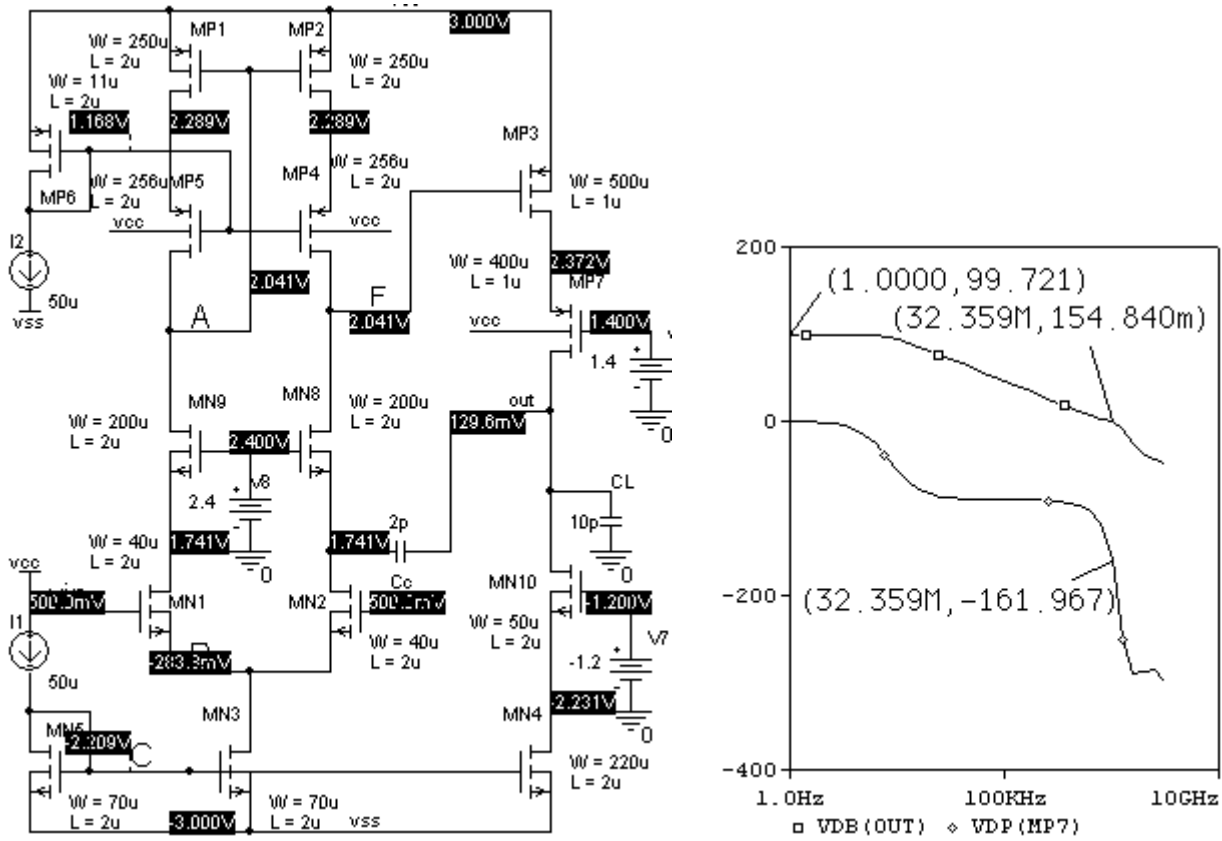 3.000V
MP1
MP2
W = 250u
L = 2u
W = 250u
L = 2u
W = 11u
L = 2u
1.168V
2.289V
2.289V
MP3
W = 256u
L = 2u
MP5
MP4
W = 256u
L = 2u
W = 500u
L = 1u
MP6
vcc
vcc
I2
50u
vss
2.041V
A
F
2.041V
W = 400u
L = 1u
2.372V
MP7
vcc
1.400V
1.4
0
MN9
MN8
W = 200u
L = 2u
W = 200u
L = 2u
out
129.6mV
2.400V
V8
2.4
0
1.741V
1.741V
2p
Cc
CL
10p
0
W = 40u
L = 2u
vcc
MN1
MN2
MN10
-1.200V
I1
50u
W = 40u
L = 2u
W = 50u
L = 2u
V7
-1.2
0
-283.3mV
-2.231V
MN3
MN4
MN5
-2.209V
C
W = 70u
L = 2u
W = 70u
L = 2u
W = 220u
L = 2u
-3.000V
vss
200
0
-200
-400
(1.0000,99.721)
(32.359M,154.840m)
(32.359M,-161.967)
1.0Hz
100KHz
10GHz
VDB(OUT)
VDP(MP7)